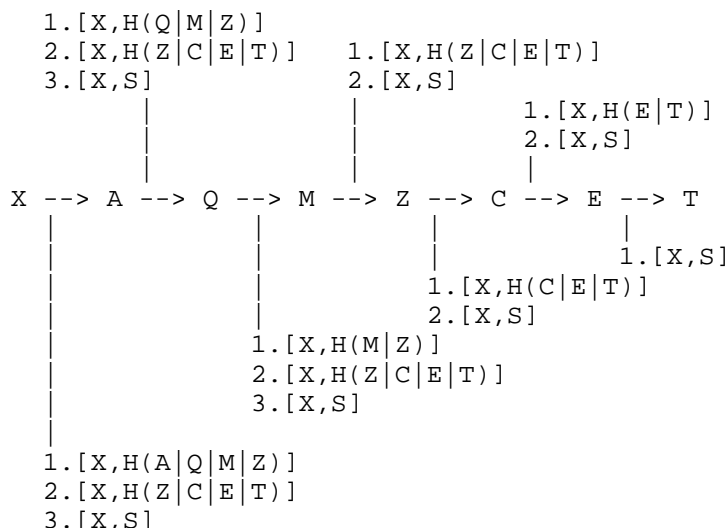 1.[X,H(Q|M|Z)]
2.[X,H(Z|C|E|T)] 1.[X,H(Z|C|E|T)]
3.[X,S] 2.[X,S]
1.[X,H(E|T)]
2.[X,S]
X --> A --> Q --> M --> Z --> C --> E --> T
1.[X,S]
1.[X,H(C|E|T)]
2.[X,S]
1.[X,H(M|Z)]
2.[X,H(Z|C|E|T)]
3.[X,S]
1.[X,H(A|Q|M|Z)]
2.[X,H(Z|C|E|T)]
3.[X,S]